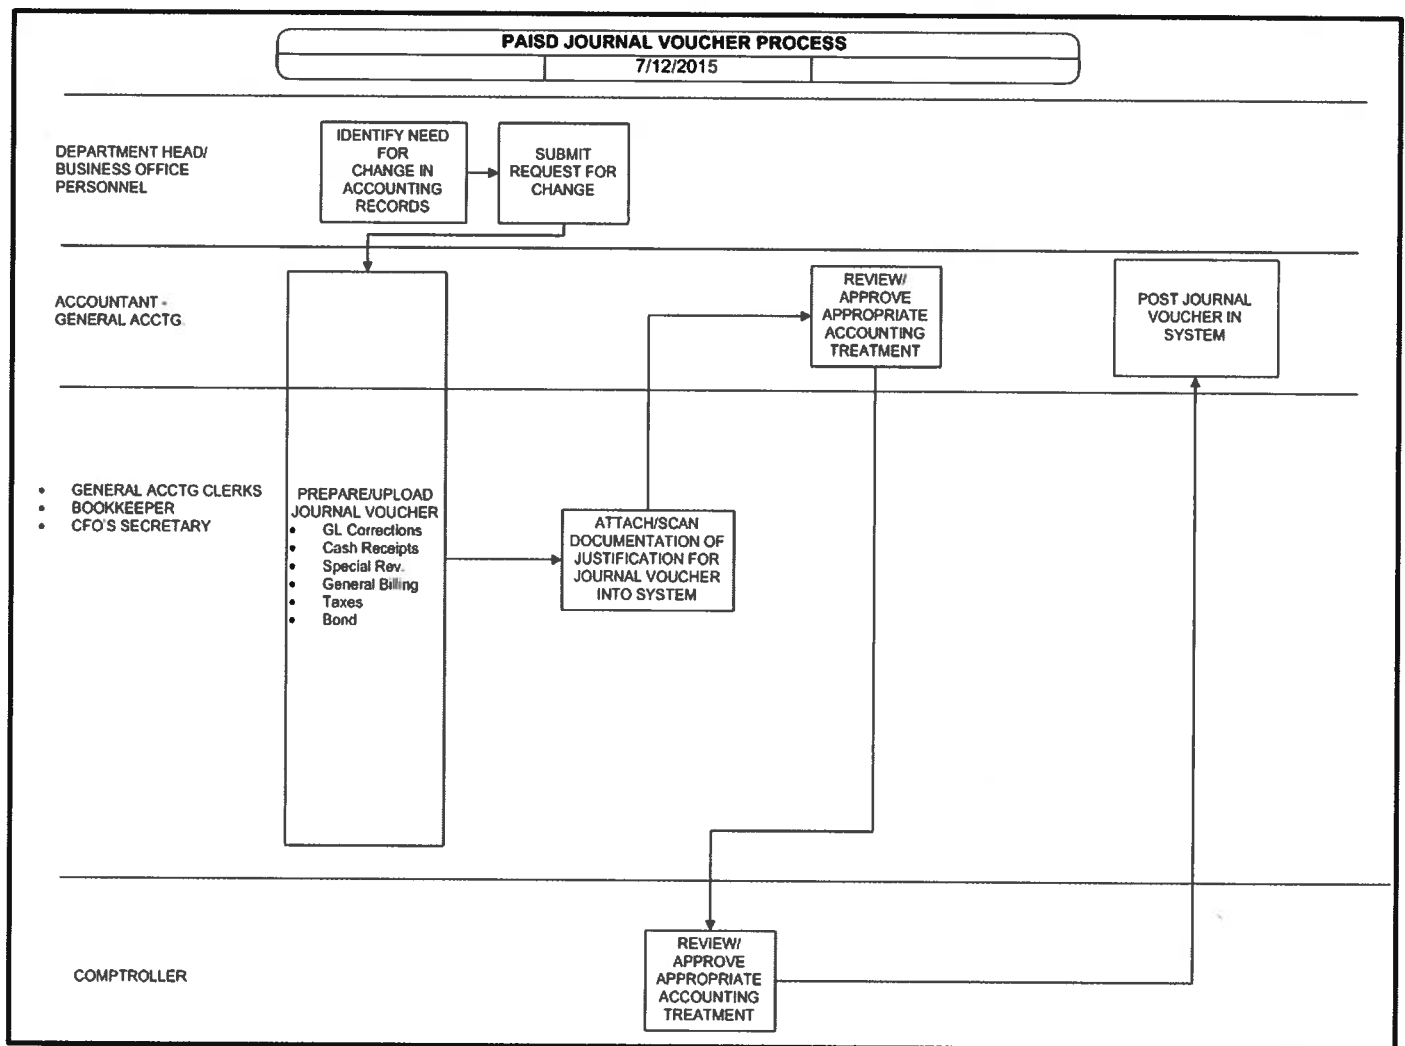 PAISD JOURNAL VOUCHER PROCESS
7/12/2015
DEPARTMENT HEAD/
BUSINESS OFFICE
PERSONNEL
IDENTIFY NEED
FOR
CHANGE IN
ACCOUNTING
RECORDS
SUBMIT
REQUEST FOR
CHANGE
ACCOUNTANT -
GENERAL ACCTG
REVIEW/
APPROVE
APPROPRIATE
ACCOUNTING
TREATMENT
POST JOURNAL
VOUCHER IN
SYSTEM
• GENERAL ACCTG CLERKS
• BOOKKEEPER
• CFO'S SECRETARY
PREPARE/UPLOAD
JOURNAL VOUCHER
• GL Corrections
• Cash Receipts
• Special Rev.
• General Billing
• Taxes
• Bond
ATTACH/SCAN
DOCUMENTATION OF
JUSTIFICATION FOR
JOURNAL VOUCHER
INTO SYSTEM
COMPTROLLER
REVIEW/
APPROVE
APPROPRIATE
ACCOUNTING
TREATMENT